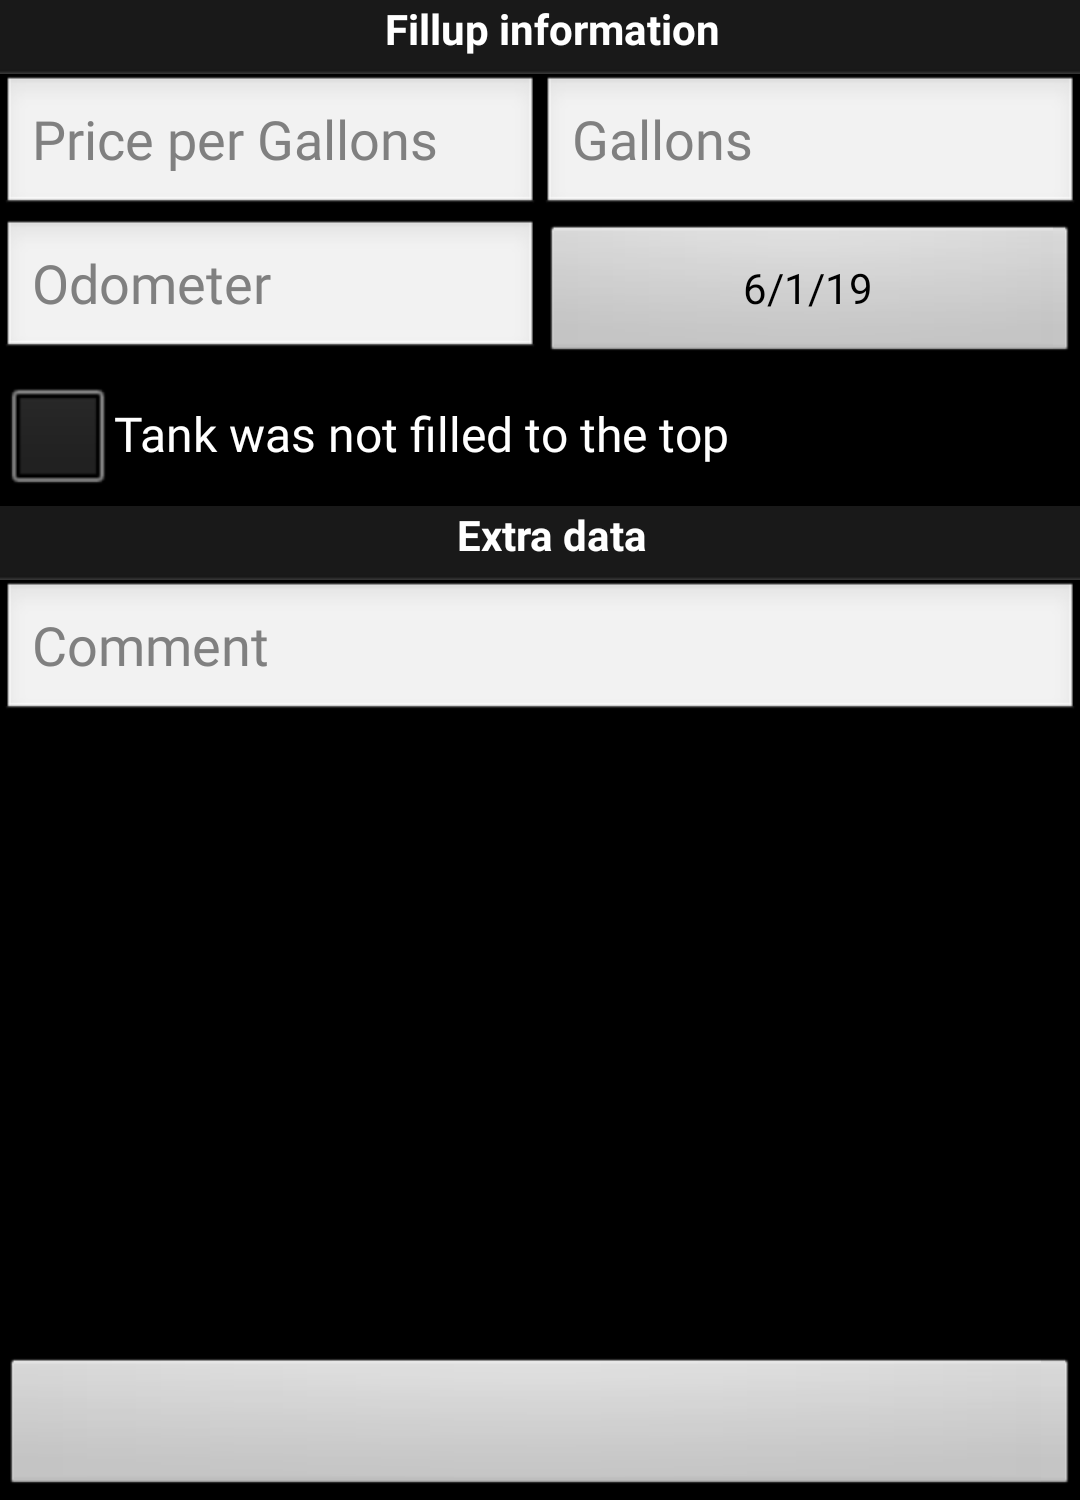 Fillup information
Price per Gallons
Gallons
Odometer
6/1/19
Tank was not filled to the top
Extra data
Comment